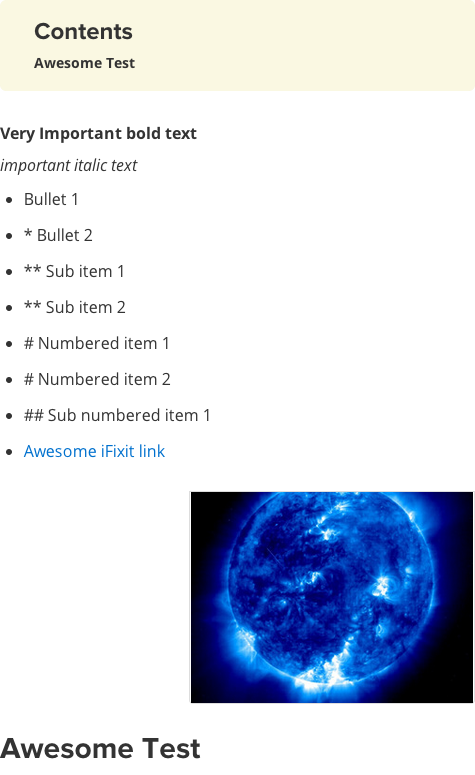 Contents
Awesome Test
Very Important bold text
important italic text
Bullet 1
* Bullet 2
** Sub item 1
** Sub item 2
# Numbered item 1
# Numbered item 2
## Sub numbered item 1
Awesome iFixit link
Awesome Test